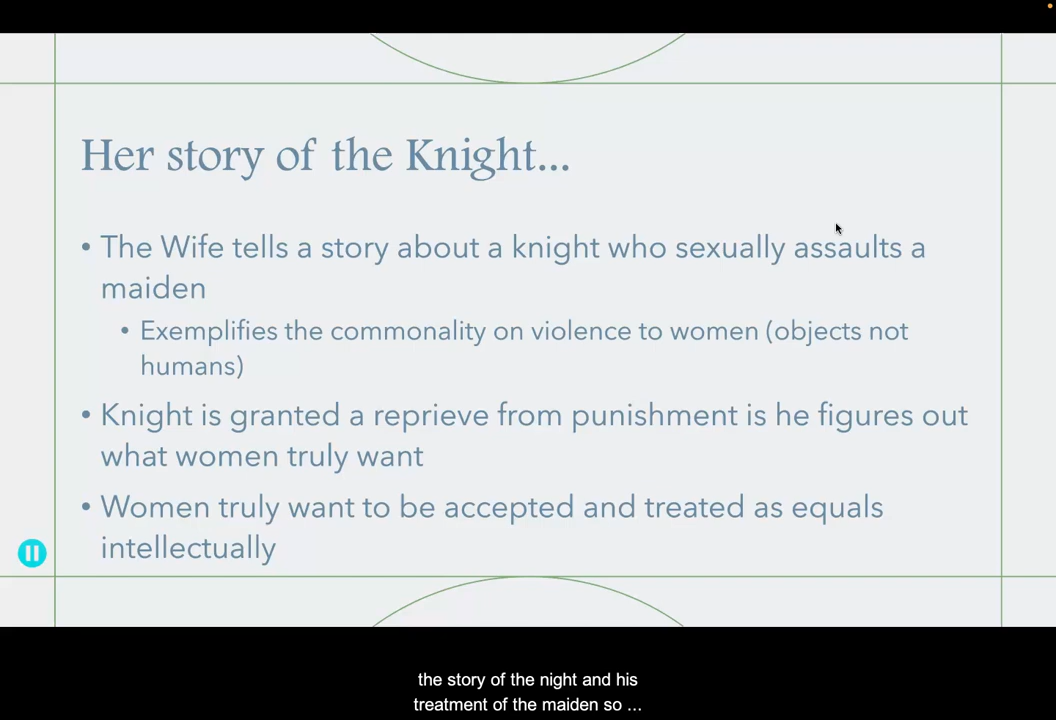 Her story of the Knight...
• The Wife tells a story about a knight who sexually assaults a
maiden
• Exemplifies the commonality on violence to women (objects not
humans)
• Knight is granted a reprieve from punishment is he figures out
what women truly want
• Women truly want to be accepted and treated as equals
intellectually
the story of the night and his
treatment of the maiden so ...